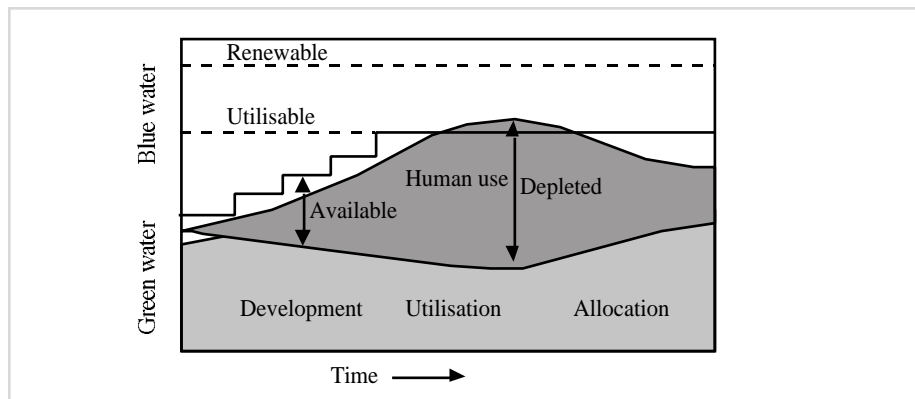 Renewable
Blue water
Utilisable
Human use
Depleted
Available
Green water
Development Utilisation Allocation
Time